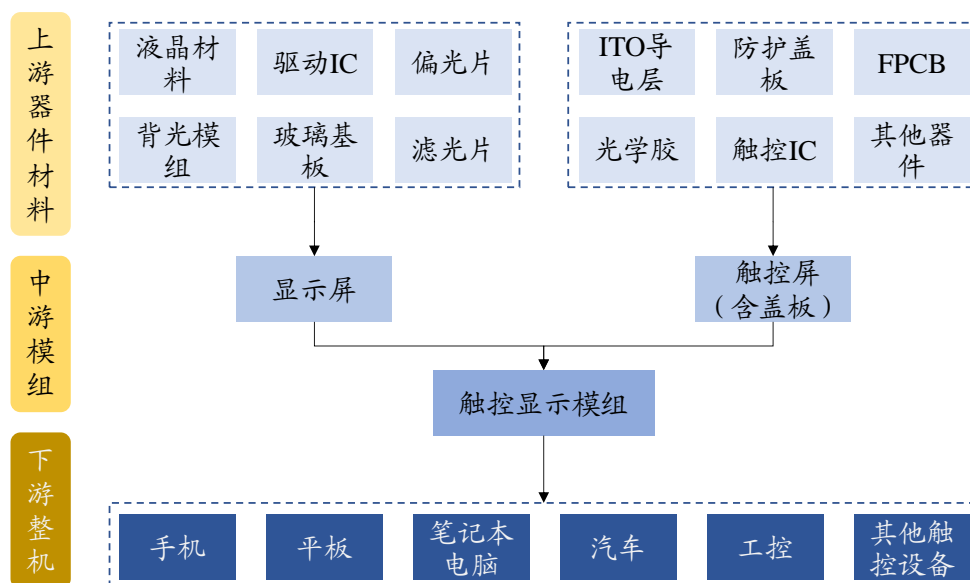 上游器件材料
液晶材
料
驱动IC
偏光片
ITO导
电层
防护盖
板
FPCB
背光模
组
玻璃基
板
滤光片
光学胶
触控IC
其他器
件
中游模组
显示屏
触控屏
（含盖板）
触控显示模组
下游整机
手机
平板
笔记本
电脑
汽车
工控
其他触
控设备